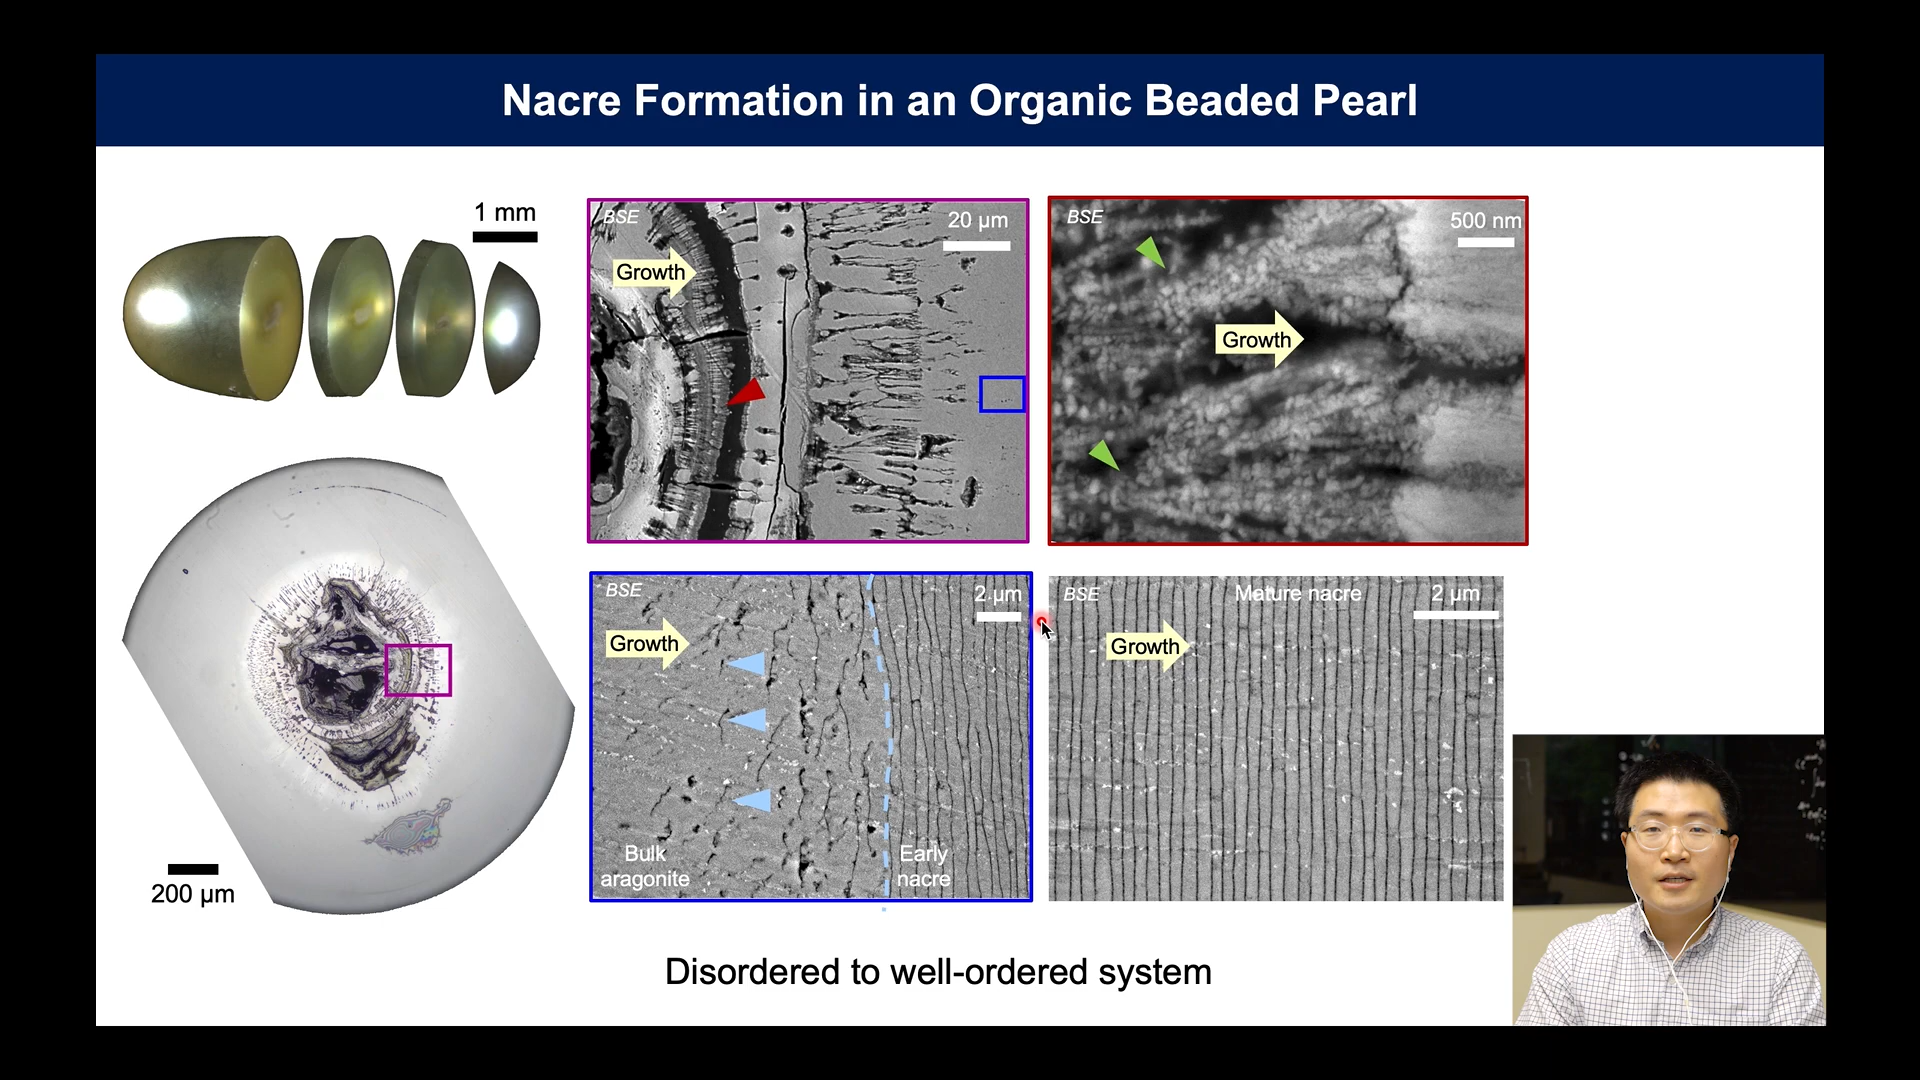 Nacre Formation in an Organic Beaded Pearl
1 mm
200 µm
BSE
20 µm
Growth
BSE
500 nm
Growth
BSE
2 µm
Growth
Bulk
aragonite
Early
nacre
BSE
Mature nacre
2 µm
Growth
Disordered to well-ordered system